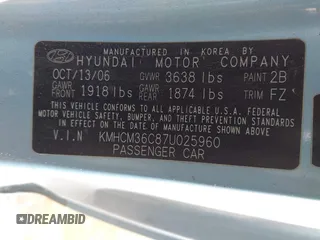 MANUFACTURED IN KOREA BY
HYUNDAI MOTOR COMPANY
OCT/13/06 GVWR 3638 lbs PAINT 2B
GAWR FRONT 1918 lbs GAWR REAR 1874 lbs TRIM FZ
THIS VEHICLE CONFORMS TO ALL APPLICABLE U.S.A. FEDERAL
MOTOR VEHICLE SAFETY, BUMPER, AND THEFT PREVENTION
STANDARDS IN EFFECT ON THE DATE OF MANUFACTURE
SHOWN ABOVE.
V.I.N KMHCM36C87U025960
PASSENGER CAR
DREAMBID